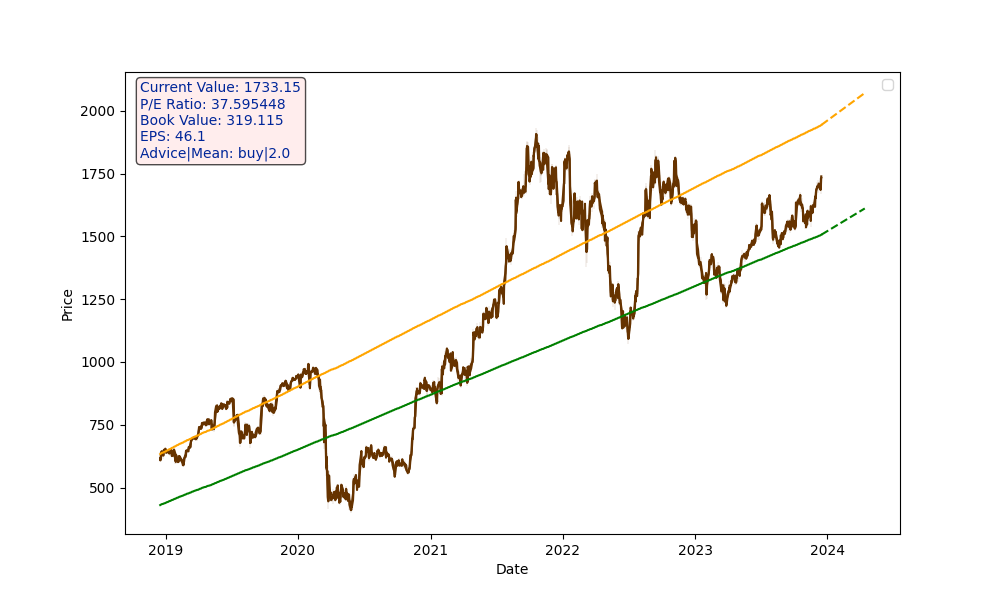 Current Value: 1733.15
P/E Ratio: 37.595448
Book Value: 319.115
EPS: 46.1
Advice|Mean: buy|2.0
2000
1750
1500
1250
1000
750
500
Price
2019 2020 2021 2022 2023 2024
Date